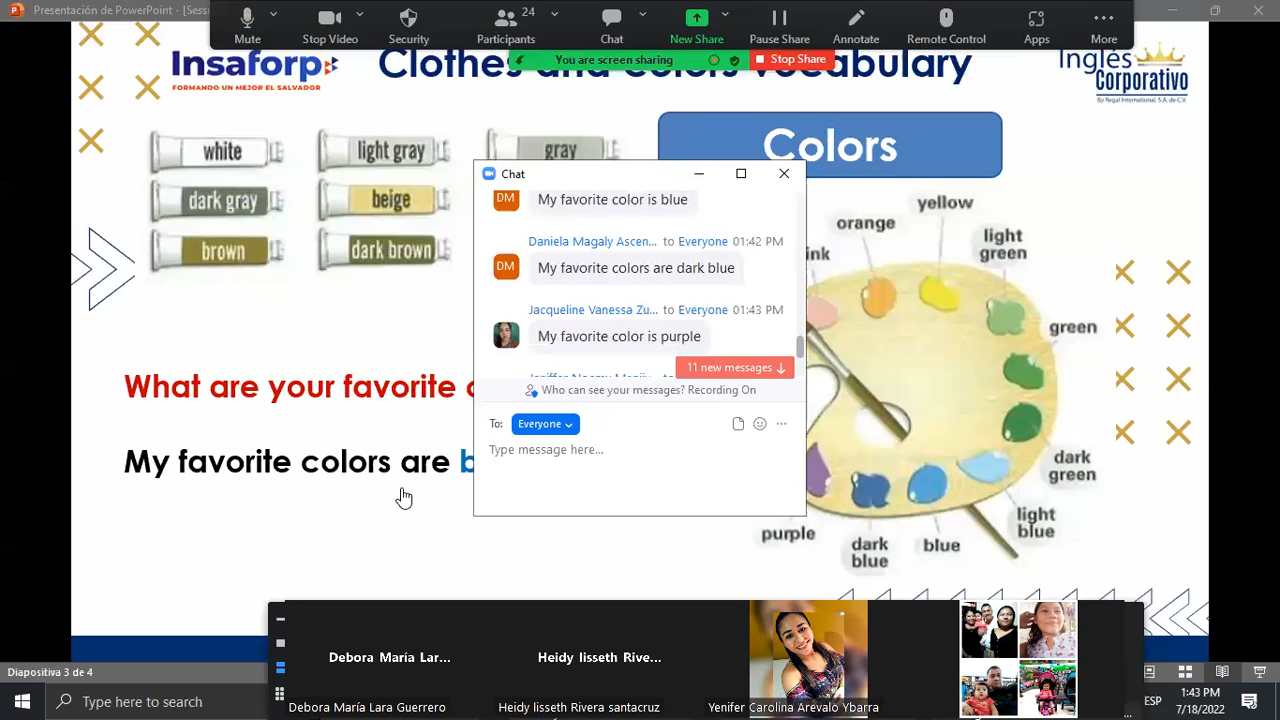 Presentación de PowerPoint - [Sess
24
Mute
Stop Video
Security
Participants
Chat
New Share
Pause Share
Annotate
Remote Control
Apps
More
You are screen sharing
Stop Share
Insaforp
FORMANDO UN MEJOR EL SALVADOR
Clothes and colors vocabulary
Inglés
Corporativo
By Regal International, S.A. de C.V.
white
light gray
gray
dark gray
beige
brown
dark brown
Colors
orange
yellow
light
green
ink
green
dark
green
light
blue
blue
dark
blue
purple
What are your favorite
My favorite colors are
Chat
DM
My favorite color is blue
Daniela Magaly Ascen... to Everyone 01:42 PM
DM
My favorite colors are dark blue
Jacqueline Vanessa Zu... to Everyone 01:43 PM
My favorite color is purple
11 new messages
Who can see your messages? Recording On
To:
Everyone
Type message here...
Debora María Lar...
Heidy lisseth Rive...
Debora María Lara Guerrero
Heidy lisseth Rivera santacruz
Yenifer Carolina Arévalo Ybarra
Diapositiva 3 de 4
Type here to search
ESP
1:43 PM
7/18/2022